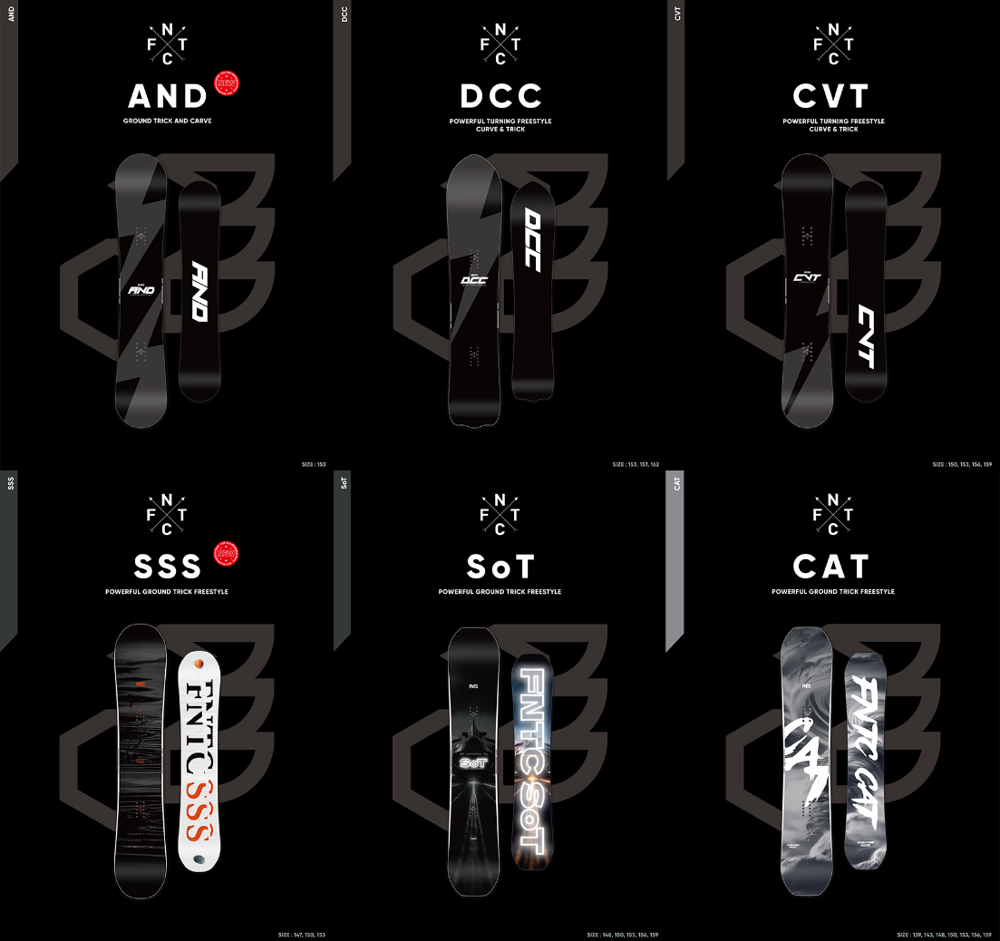 AND
N
F T
C
AND
NEW
GROUND TRICK AND CARVE
AND
AND
SIZE : 153
DCC
N
F T
C
DCC
POWERFUL TURNING FREESTYLE
CURVE & TRICK
DCC
DCC
SIZE : 153, 157, 162
CVT
N
F T
C
CVT
POWERFUL TURNING FREESTYLE
CURVE & TRICK
CVT
CVT
SIZE : 150, 153, 156, 159
SSS
N
F T
C
SSS
NEW
POWERFUL GROUND TRICK FREESTYLE
FNTC
SSS
FNTC SSS
SIZE : 147, 150, 153
SoT
N
F T
C
SoT
POWERFUL GROUND TRICK FREESTYLE
FNTC
SoT
FNTC SoT
SIZE : 148, 150, 153, 156, 159
CAT
N
F T
C
CAT
POWERFUL GROUND TRICK FREESTYLE
FNTC
CAT
FNTC CAT
SIZE : 139, 143, 148, 150, 153, 156, 159